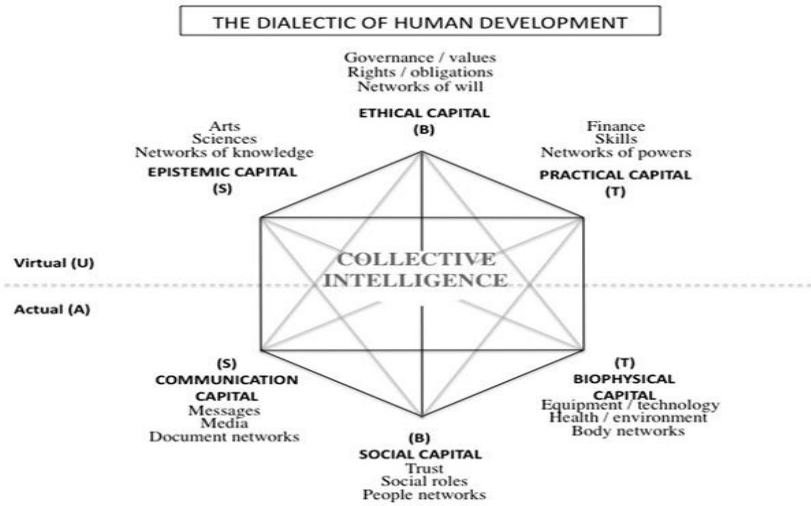 THE DIALECTIC OF HUMAN DEVELOPMENT
Governance / values
Rights / obligations
Networks of will
ETHICAL CAPITAL
(B)
Arts
Sciences
Networks of knowledge
EPISTEMIC CAPITAL
(S)
Finance
Skills
Networks of powers
PRACTICAL CAPITAL
(T)
COLLECTIVE
INTELLIGENCE
Virtual (U)
Actual (A)
(S)
COMMUNICATION
CAPITAL
Messages
Media
Document networks
(B)
SOCIAL CAPITAL
Trust
Social roles
People networks
(T)
BIOPHYSICAL
CAPITAL
Equipment / technology
Health / environment
Body networks